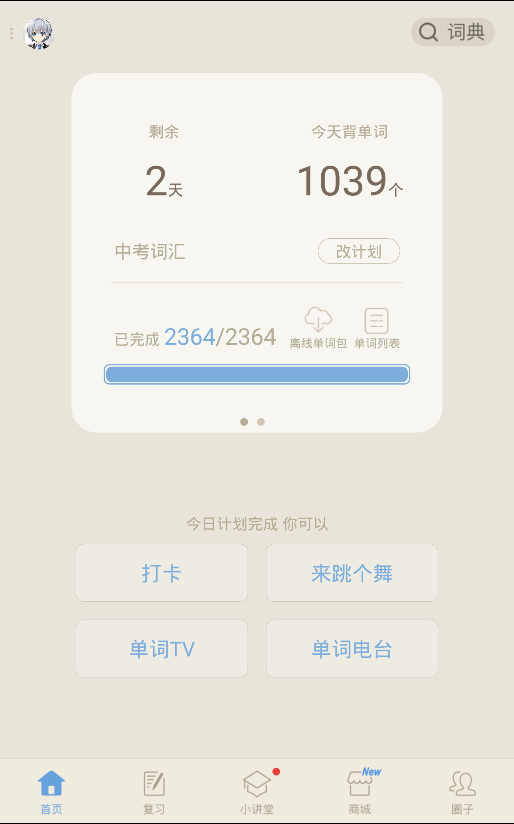 词典
剩余
今天背单词
2天
1039个
中考词汇
改计划
已完成 2364/2364
离线单词包
单词列表
今日计划完成 你可以
打卡
来跳个舞
单词TV
单词电台
New
首页
复习
小讲堂
商城
圈子